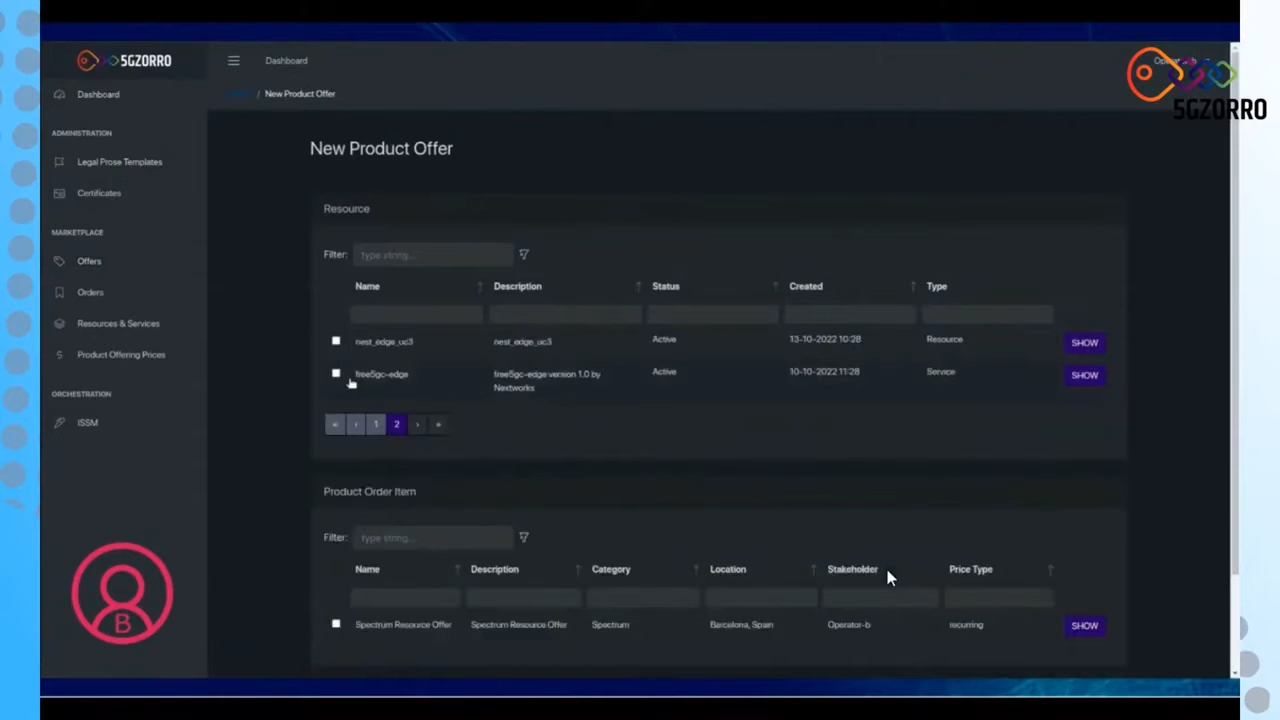 5GZORRO
Dashboard
5GZORRO
Dashboard
/ New Product Offer
ADMINISTRATION
Legal Prose Templates
Certificates
MARKETPLACE
Offers
Orders
Resources & Services
Product Offering Prices
ORCHESTRATION
ISSM
B
New Product Offer
Resource
Filter: type string...
Name Description Status Created Type
nest_edge_uc3 nest_edge_uc3 Active 13-10-2022 10:28 Resource SHOW
free5gc-edge free5gc-edge version 1.0 by Nextworks Active 10-10-2022 11:28 Service SHOW
« ‹ 1 2 › »
Product Order Item
Filter: type string...
Name Description Category Location Stakeholder Price Type
Spectrum Resource Offer Spectrum Resource Offer Spectrum Barcelona, Spain Operator-b recurring SHOW